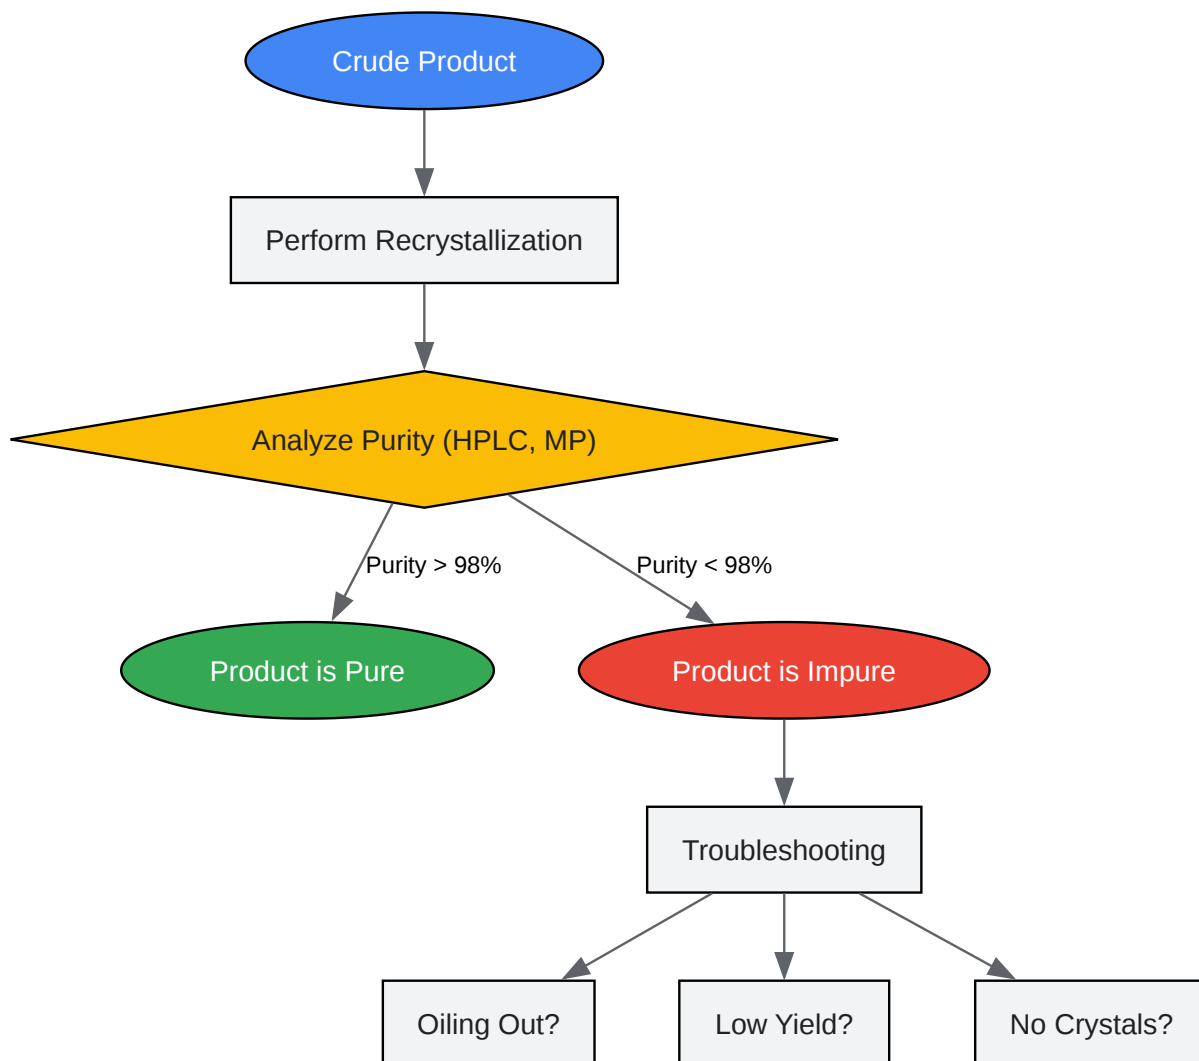 Crude Product
Perform Recrystallization
Analyze Purity (HPLC, MP)
Purity > 98%
Purity < 98%
Product is Pure
Product is Impure
Troubleshooting
Oiling Out?
Low Yield?
No Crystals?